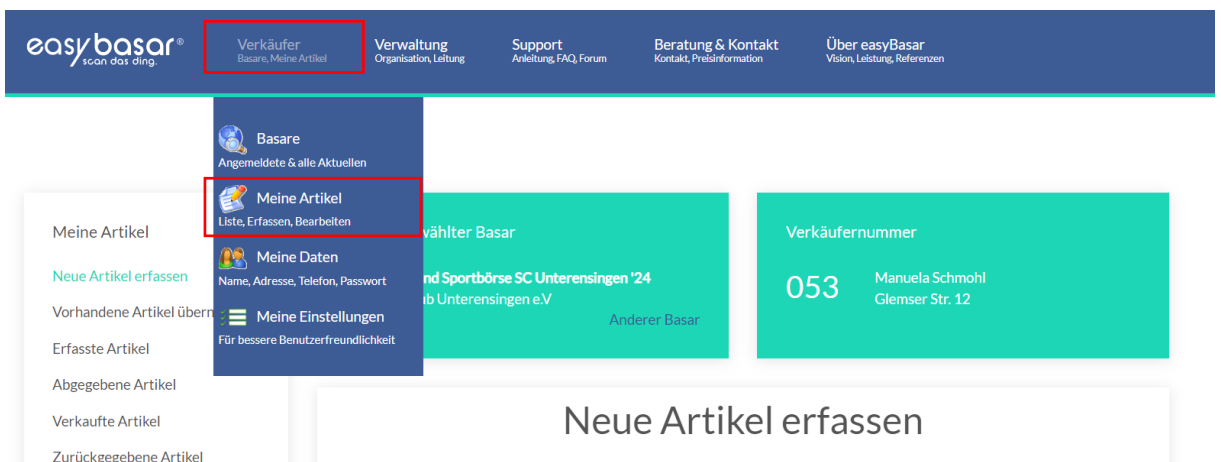 easybasar®
scan das ding.
Verkäufer
Basare, Meine Artikel
Verwaltung
Organisation, Leitung
Support
Anleitung, FAQ, Forum
Beratung & Kontakt
Kontakt, Preisinformation
Über easyBasar
Vision, Leistung, Referenzen
Basare
Angemeldete & alle Aktuellen
Meine Artikel
Liste, Erfassen, Bearbeiten
Meine Daten
Name, Adresse, Telefon, Passwort
Meine Einstellungen
Für bessere Benutzerfreundlichkeit
Meine Artikel
Neue Artikel erfassen
Vorhandene Artikel übern
Erfasste Artikel
Abgegebene Artikel
Verkaufte Artikel
Zurückgegebene Artikel
wählter Basar
nd Sportbörse SC Unterensingen '24
ub Unterensingen e.V
Anderer Basar
Verkäufernummer
053
Manuela Schmohl
Glemser Str. 12
Neue Artikel erfassen